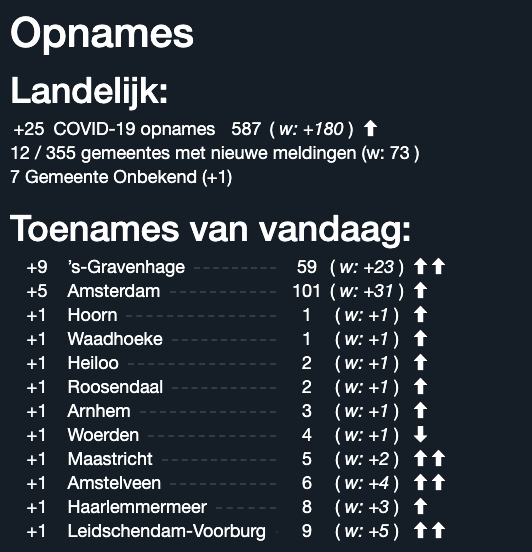 Opnames
Landelijk:
+25 COVID-19 opnames 587 ( w: +180 ) ⬆
12 / 355 gemeentes met nieuwe meldingen (w: 73 )
7 Gemeente Onbekend (+1)
Toenames van vandaag:
+9 's-Gravenhage ---------- 59 ( w: +23 ) ⬆⬆
+5 Amsterdam ------------- 101 ( w: +31 ) ⬆
+1 Hoorn ------------------ 1 ( w: +1 ) ⬆
+1 Waadhoeke ------------ 1 ( w: +1 ) ⬆
+1 Heiloo ------------------ 2 ( w: +1 ) ⬆
+1 Roosendaal ------------ 2 ( w: +1 ) ⬆
+1 Arnhem ---------------- 3 ( w: +1 ) ⬆
+1 Woerden --------------- 4 ( w: +1 ) ⬇
+1 Maastricht ------------- 5 ( w: +2 ) ⬆⬆
+1 Amstelveen ------------ 6 ( w: +4 ) ⬆⬆
+1 Haarlemmermeer ------- 8 ( w: +3 ) ⬆
+1 Leidschendam-Voorburg - 9 ( w: +5 ) ⬆⬆